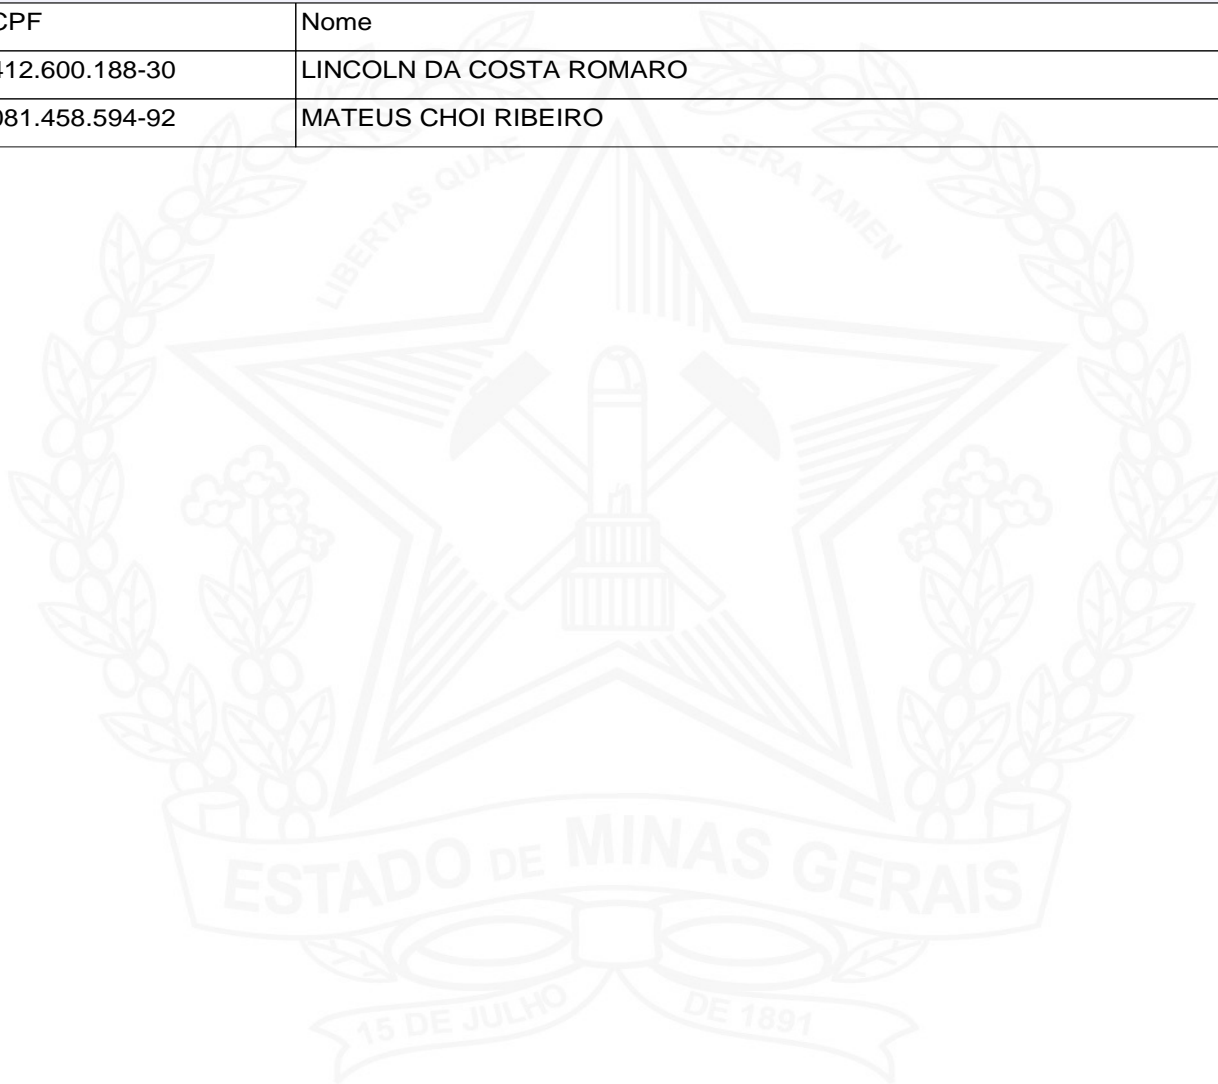 CPF Nome
412.600.188-30 LINCOLN DA COSTA ROMARO
081.458.594-92 MATEUS CHOI RIBEIRO
LIBERTAS QUAE SERA TAMEN
ESTADO DE MINAS GERAIS
15 DE JULHO DE 1891